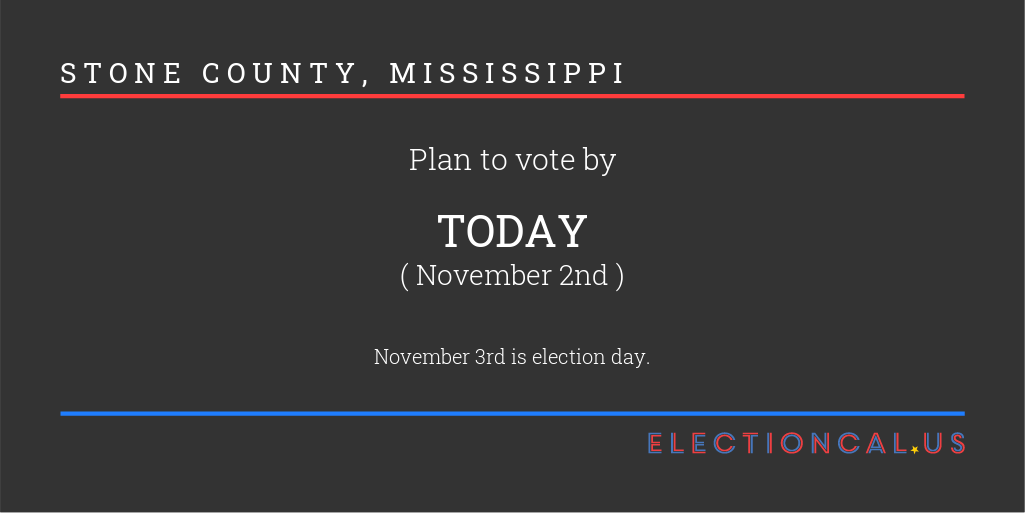 STONE COUNTY, MISSISSIPPI
Plan to vote by
TODAY
( November 2nd )
November 3rd is election day.
ELECTIONCAL.US